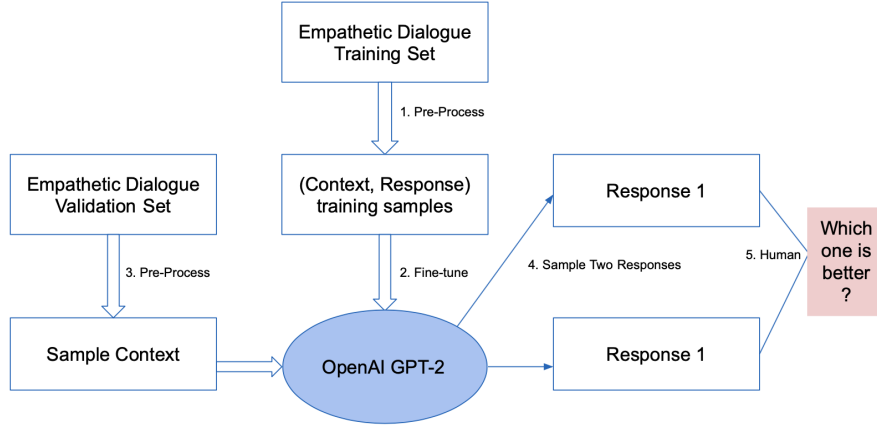 Empathetic Dialogue
Training Set
1. Pre-Process
Empathetic Dialogue
Validation Set
(Context, Response)
training samples
Response 1
Which
one is
better
?
3. Pre-Process
2. Fine-tune
4. Sample Two Responses
5. Human
Sample Context
OpenAI GPT-2
Response 1